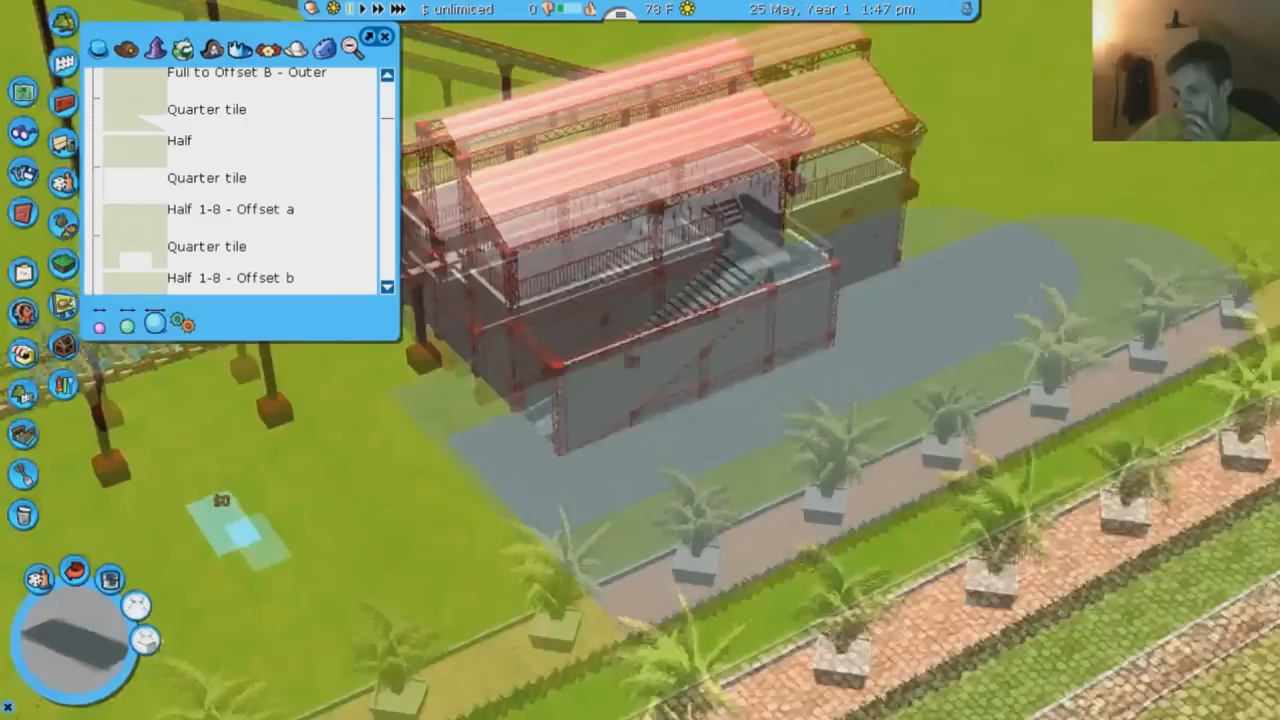 $ unlimited
0
78 F
25 May, Year 1 1:47 pm
Full to Offset B - Outer
Quarter tile
Half
Quarter tile
Half 1-8 - Offset a
Quarter tile
Half 1-8 - Offset b
$0